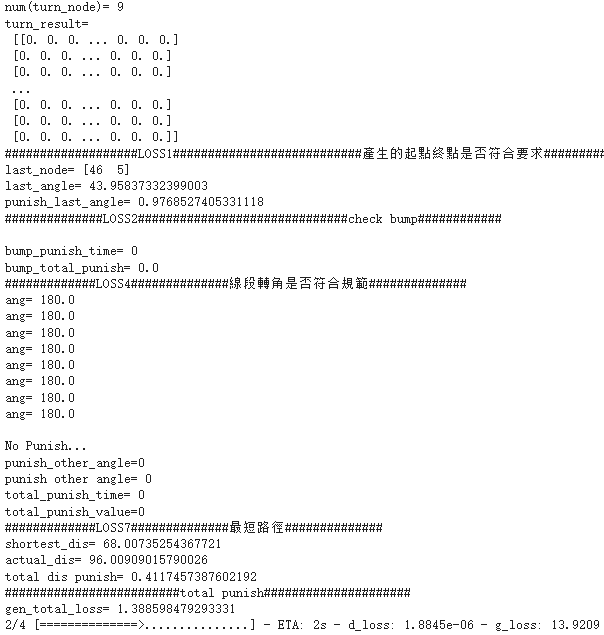 num(turn_node)= 9
turn_result=
[[0. 0. 0. ... 0. 0. 0.]
[0. 0. 0. ... 0. 0. 0.]
[0. 0. 0. ... 0. 0. 0.]
...
[0. 0. 0. ... 0. 0. 0.]
[0. 0. 0. ... 0. 0. 0.]
[0. 0. 0. ... 0. 0. 0.]]
###################LOSS1###########################產生的起點終點是否符合要求#########
last_node= [46  5]
last_angle= 43.95837332399003
punish_last_angle= 0.9768527405331118
##############LOSS2##############################check bump############
bump_punish_time= 0
bump_total_punish= 0.0
#############LOSS4##############線段轉角是否符合規範##############
ang= 180.0
ang= 180.0
ang= 180.0
ang= 180.0
ang= 180.0
ang= 180.0
ang= 180.0
ang= 180.0
No Punish...
punish_other_angle=0
punish other angle= 0
total_punish_time= 0
total_punish_value=0
#############LOSS7##############最短路徑##############
shortest_dis= 68.00735254367721
actual_dis= 96.00909015790026
total dis punish= 0.4117457387602192
#########################total punish#####################
gen_total_loss= 1.388598479293331
2/4 [==============>...............] - ETA: 2s - d_loss: 1.8845e-06 - g_loss: 13.9209